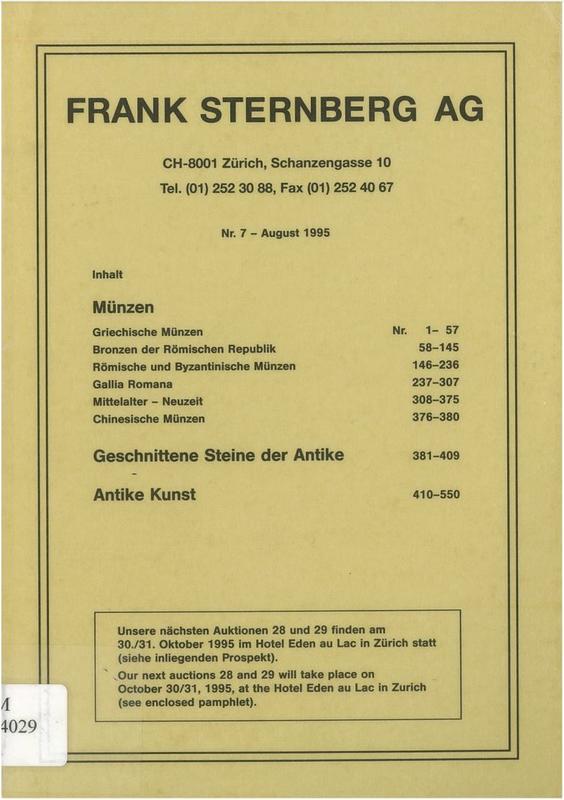 FRANK STERNBERG AG
CH-8001 Zürich, Schanzengasse 10
Tel. (01) 252 30 88, Fax (01) 252 40 67
Nr. 7 – August 1995
Inhalt
Münzen
Griechische Münzen Nr. 1– 57
Bronzen der Römischen Republik 58–145
Römische und Byzantinische Münzen 146–236
Gallia Romana 237–307
Mittelalter – Neuzeit 308–375
Chinesische Münzen 376–380
Geschnittene Steine der Antike 381–409
Antike Kunst 410–550
Unsere nächsten Auktionen 28 und 29 finden am
30./31. Oktober 1995 im Hotel Eden au Lac in Zürich statt
(siehe inliegenden Prospekt).
Our next auctions 28 and 29 will take place on
October 30/31, 1995, at the Hotel Eden au Lac in Zurich
(see enclosed pamphlet).
M
4029